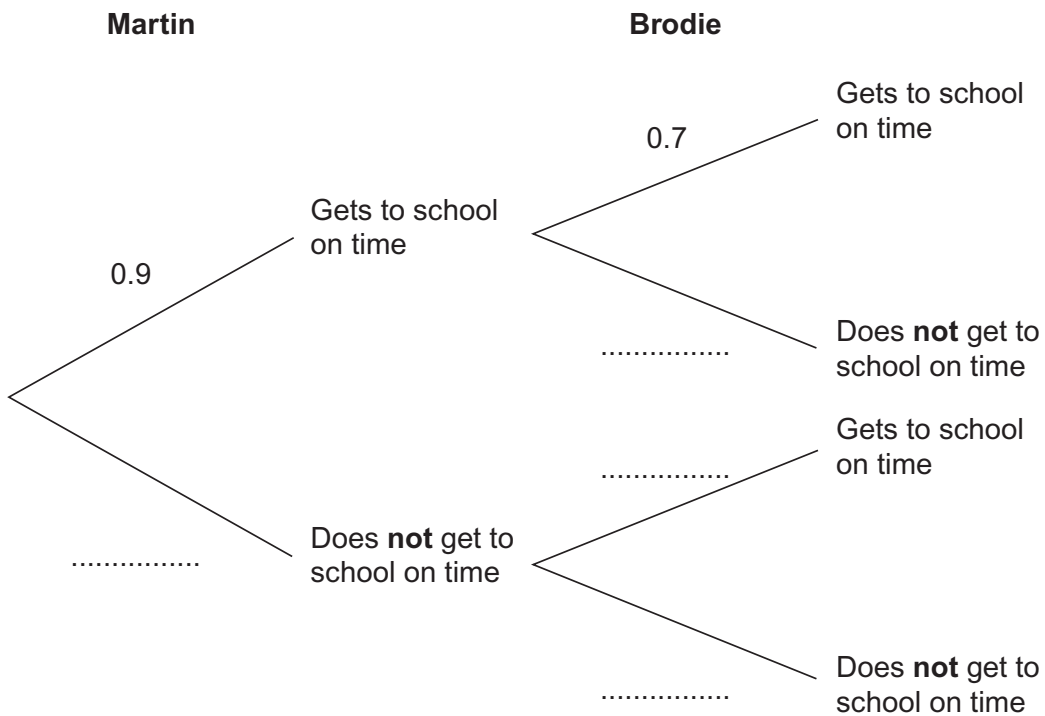 Martin
Brodie
Gets to school
on time
0.7
Gets to school
on time
0.9
Does not get to
school on time
................
Gets to school
on time
................
Does not get to
school on time
................
Does not get to
school on time
................